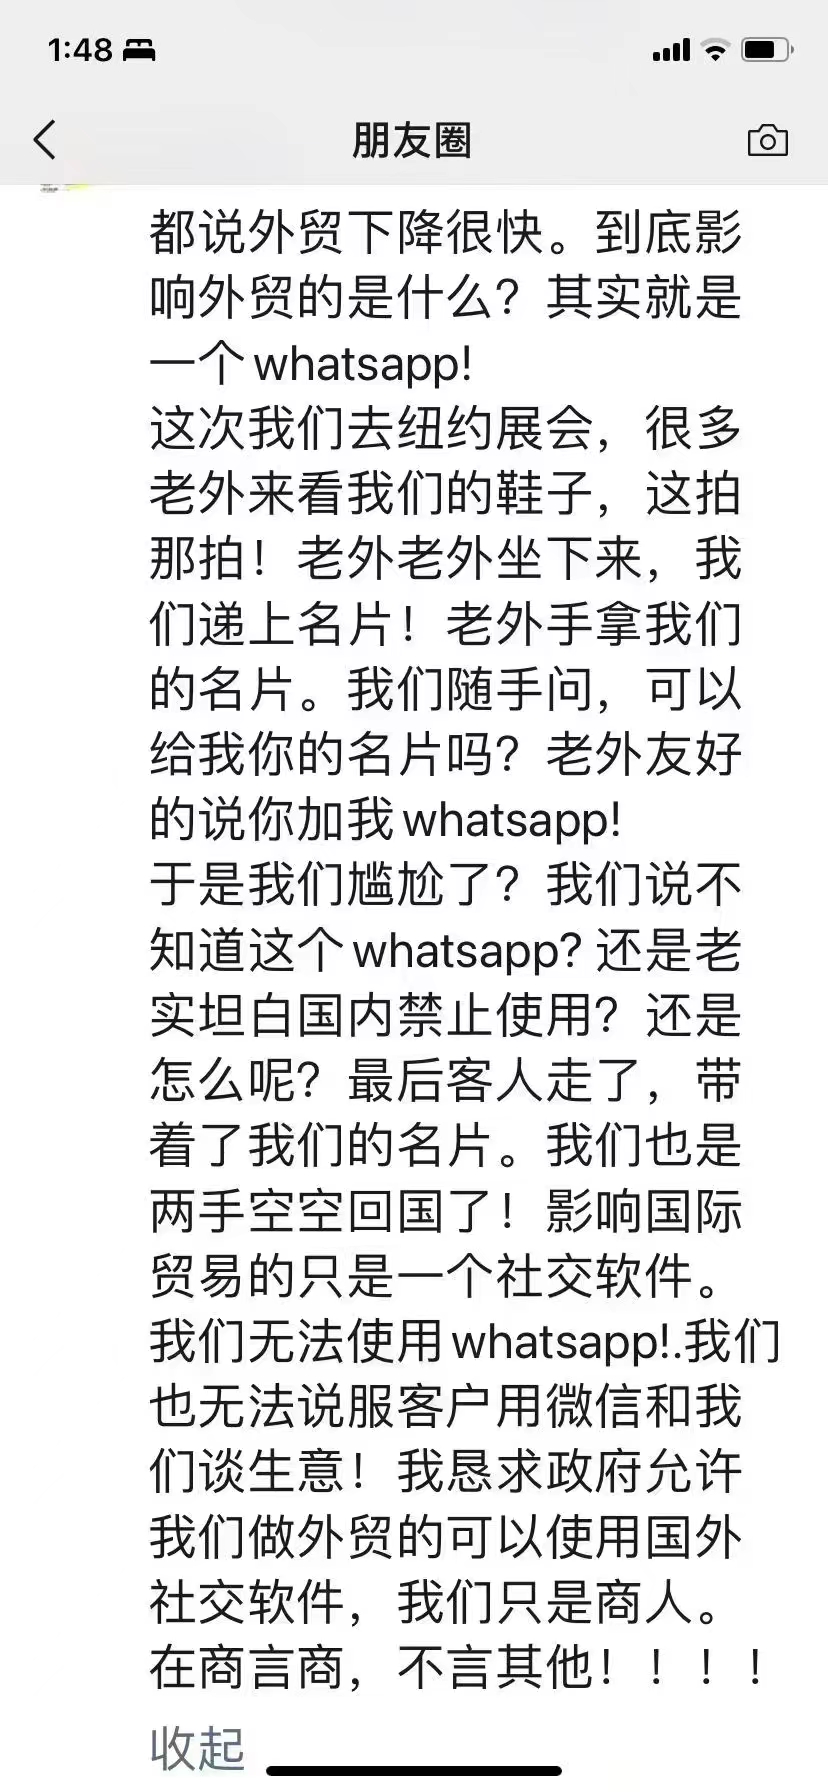 1:48
朋友圈
都说外贸下降很快。到底影
响外贸的是什么？其实就是
一个whatsapp!
这次我们去纽约展会，很多
老外来看我们的鞋子，这拍
那拍！老外老外坐下来，我
们递上名片！老外手拿我们
的名片。我们随手问，可以
给我你的名片吗？老外友好
的说你加我whatsapp!
于是我们尴尬了？我们说不
知道这个whatsapp? 还是老
实坦白国内禁止使用？还是
怎么呢？最后客人走了，带
着了我们的名片。我们也是
两手空空回国了！影响国际
贸易的只是一个社交软件。
我们无法使用whatsapp!.我们
也无法说服客户用微信和我
们谈生意！我恳求政府允许
我们做外贸的可以使用国外
社交软件，我们只是商人。
在商言商，不言其他！！！！
收起